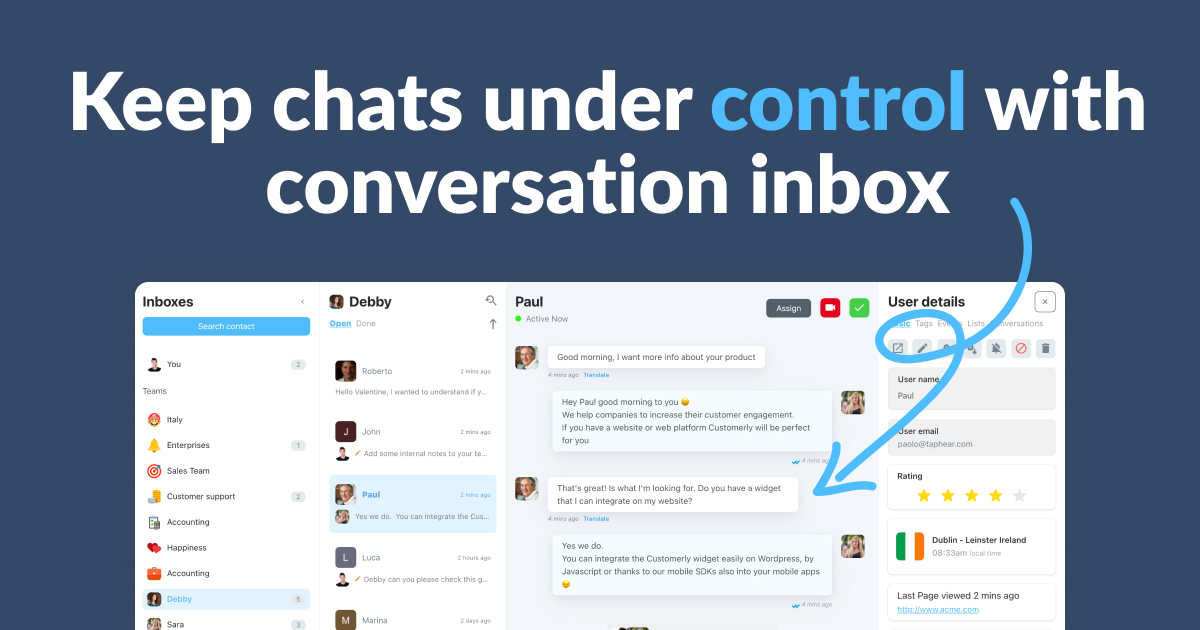 Keep chats under control with
conversation inbox
Inboxes
Search contact
You 2
Teams
Italy
Enterprises 1
Sales Team
Customer support 2
Accounting
Happiness
Accounting
Debby 5
Sara 3
Debby
Open Done
Roberto 2 mins ago
Hello Valentine, I wanted to understand if y...
J John 2 mins ago
Add some internal notes to your te...
Paul 2 mins ago
Yes we do. You can integrate the Cus...
L Luca 2 hours ago
Debby can you please check this g...
M Marina 2 days ago
Paul
Active Now
Assign
Good morning, I want more info about your product
4 mins ago Translate
Hey Paul good morning to you 😄
We help companies to increase their customer engagement.
If you have a website or web platform Customerly will be perfect
for you
4 mins ago
That's great! Is what I'm looking for. Do you have a widget
that I can integrate on my website?
4 mins ago Translate
Yes we do.
You can integrate the Customerly widget easily on Wordpress, by
Javascript or thanks to our mobile SDKs also into your mobile apps
😉
4 mins ago
User details
Tags Lists
User name
Paul
User email
paolo@taphear.com
Rating
Dublin - Leinster Ireland
08:33am local time
Last Page viewed 2 mins ago
http://www.acme.com